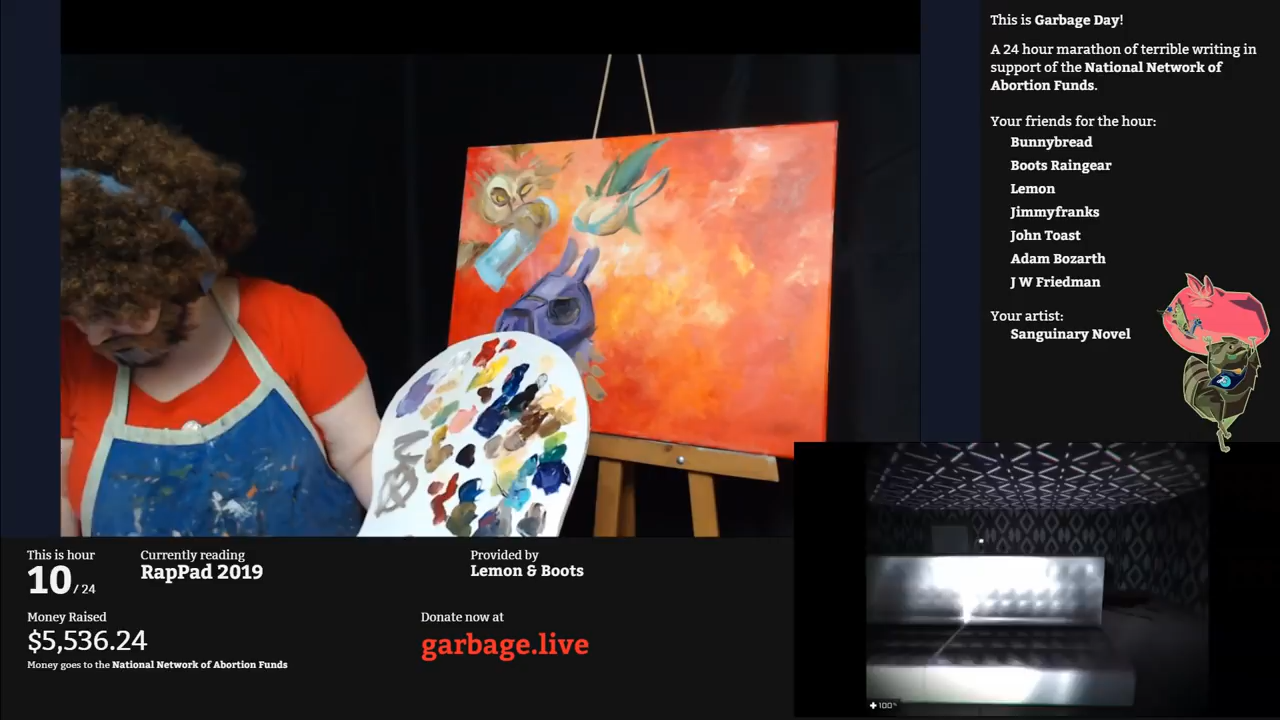 This is Garbage Day!
A 24 hour marathon of terrible writing in
support of the National Network of
Abortion Funds.
Your friends for the hour:
Bunnybread
Boots Raingear
Lemon
Jimmyfranks
John Toast
Adam Bozarth
J W Friedman
Your artist:
Sanguinary Novel
This is hour
10 / 24
Currently reading
RapPad 2019
Provided by
Lemon & Boots
Money Raised
$5,536.24
Money goes to the National Network of Abortion Funds
Donate now at
garbage.live
100%